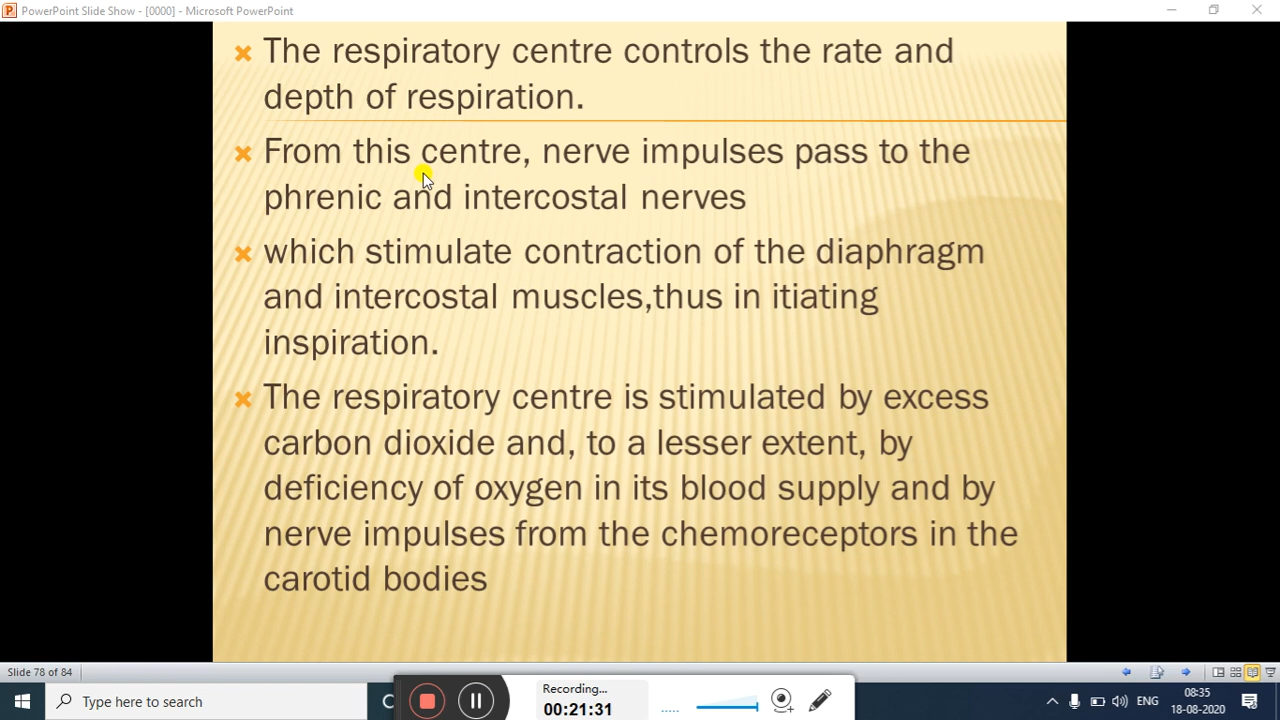 PowerPoint Slide Show - [0000] - Microsoft PowerPoint
The respiratory centre controls the rate and
depth of respiration.
From this centre, nerve impulses pass to the
phrenic and intercostal nerves
which stimulate contraction of the diaphragm
and intercostal muscles,thus in itiating
inspiration.
The respiratory centre is stimulated by excess
carbon dioxide and, to a lesser extent, by
deficiency of oxygen in its blood supply and by
nerve impulses from the chemoreceptors in the
carotid bodies
Slide 78 of 84
Type here to search
Recording...
00:21:31
ENG
08:35
18-08-2020